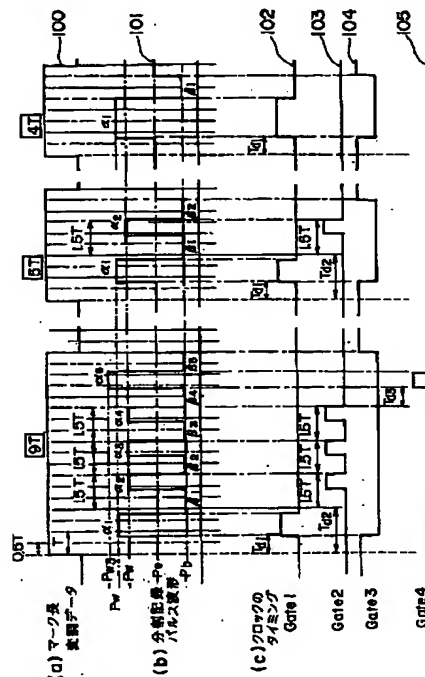 9T
5T
4T
100
101
102
103
104
105
(a) マーク長
変調データ
0.5T
T
(b) 分割記録
パルス波形
Pw
Pe
Pb
α1
1.5T
α2
1.5T
α3
1.5T
α4
β1
β2
β3
β4
β5
α1
1.5T
α2
β1
β2
α1
β1
(c) クロックの
タイミング
Gate1
Td1
Td1
Td1
Gate2
Td2
1.5T
1.5T
1.5T
Td2
1.5T
Gate3
Gate4
Td3